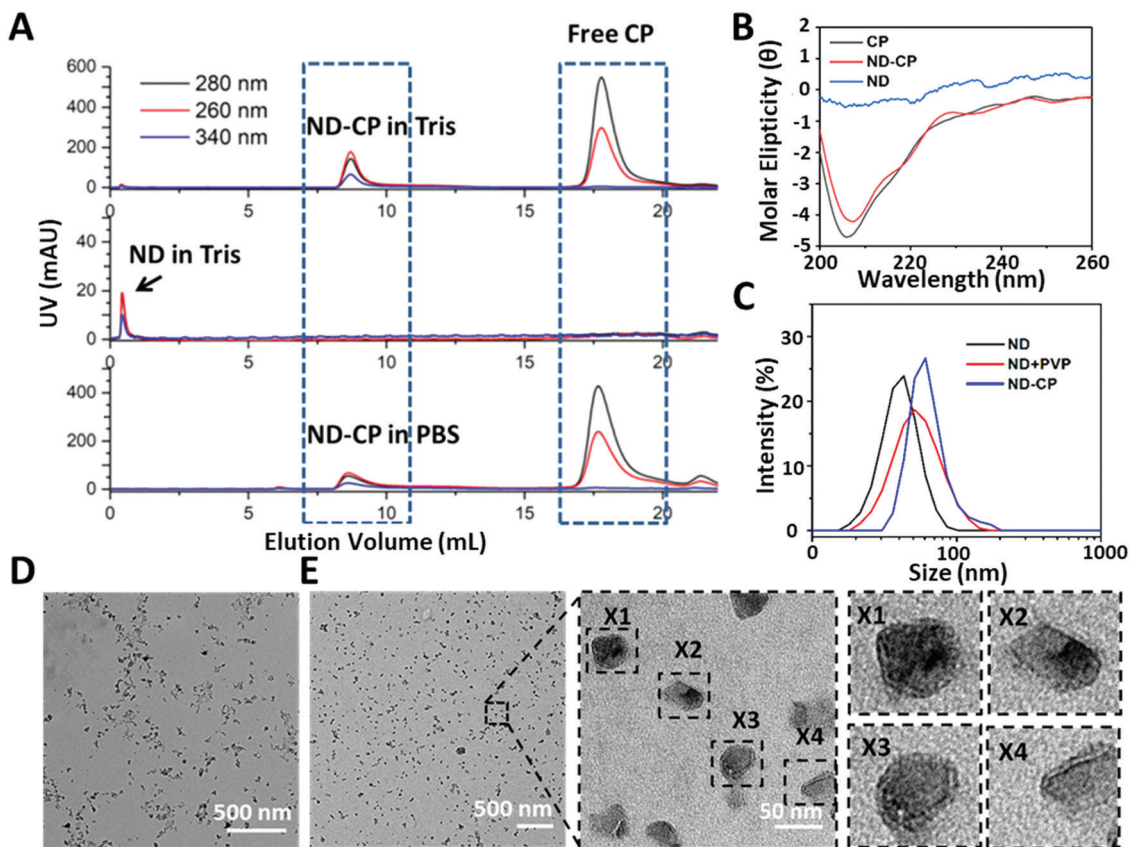 A
Free CP
600
400
200
0
280 nm
260 nm
340 nm
ND-CP in Tris
0 5 10 15 20
40
20
0
ND in Tris
0 5 10 15 20
UV (mAU)
400
200
0
ND-CP in PBS
0 5 10 15 20
Elution Volume (mL)
B
2
1
0
-1
-2
-3
-4
-5
CP
ND-CP
ND
Molar Elipticity (θ)
200 220 240 260
Wavelength (nm)
C
30
20
10
0
ND
ND+PVP
ND-CP
Intensity (%)
0 100 1000
Size (nm)
D
500 nm
E
500 nm
X1
X2
X3
X4
50 nm
X1
X2
X3
X4